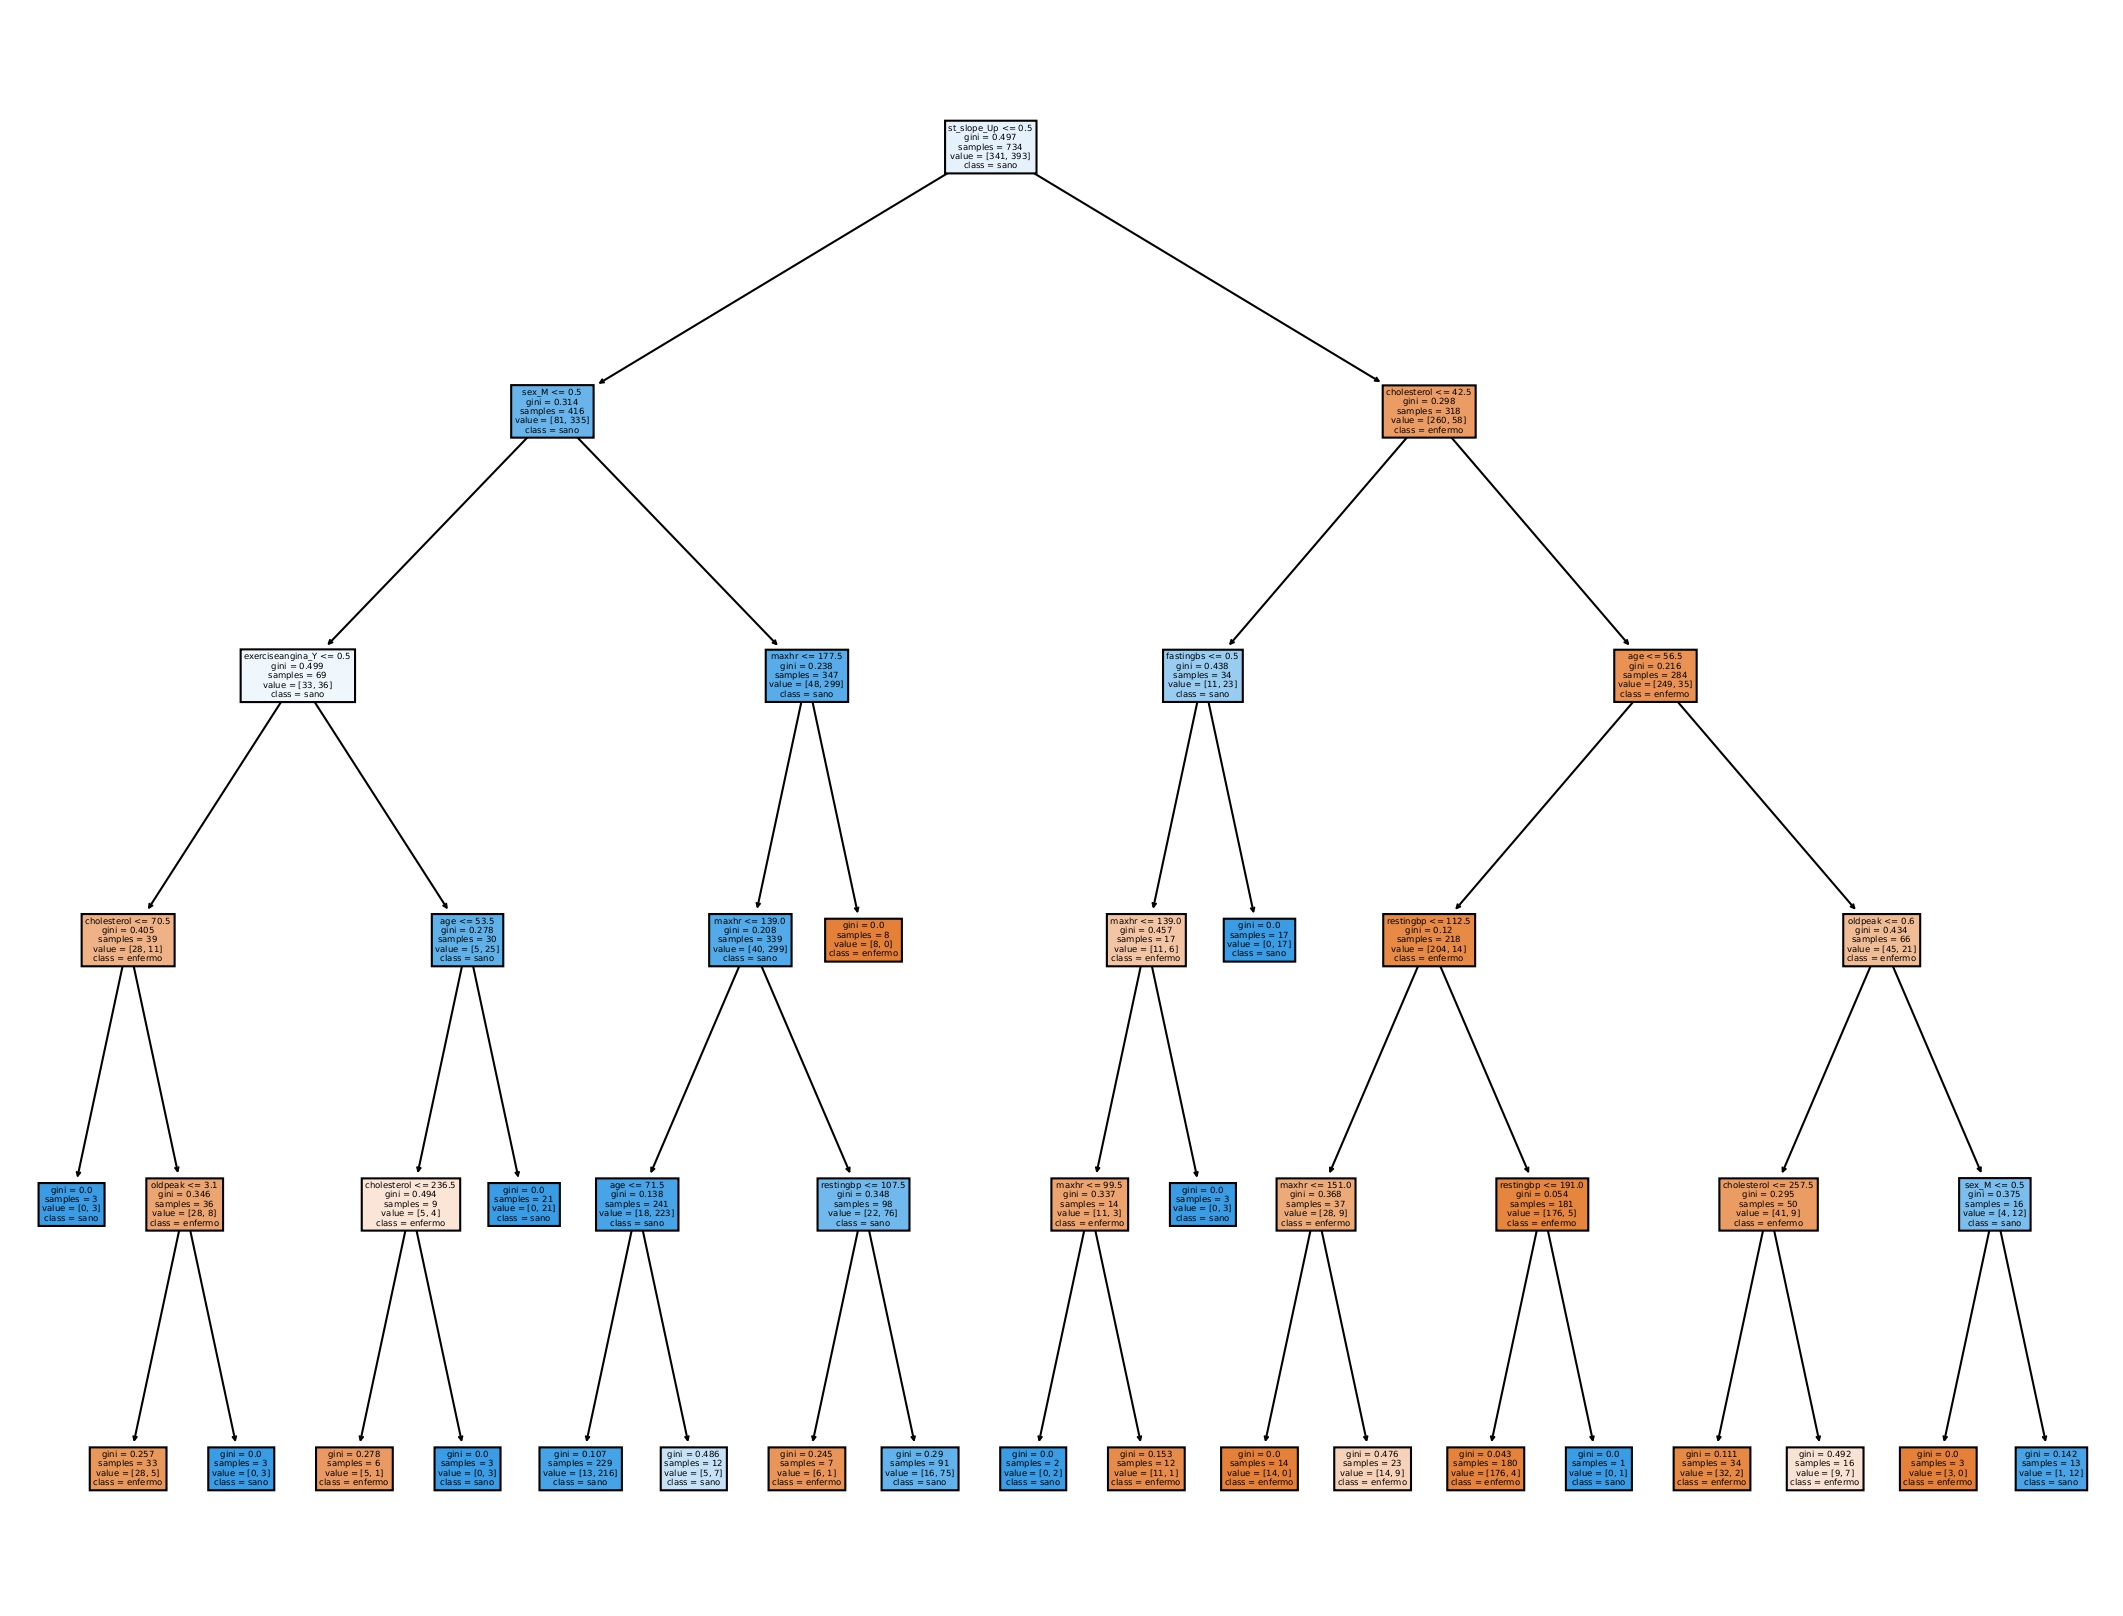 st_slope_Up <= 0.5
gini = 0.497
samples = 734
value = [341, 393]
class = sano
sex_M <= 0.5
gini = 0.314
samples = 416
value = [81, 335]
class = sano
cholesterol <= 42.5
gini = 0.298
samples = 318
value = [260, 58]
class = enfermo
exerciseangina_Y <= 0.5
gini = 0.499
samples = 69
value = [33, 36]
class = sano
maxhr <= 177.5
gini = 0.238
samples = 347
value = [48, 299]
class = sano
fastingbs <= 0.5
gini = 0.438
samples = 34
value = [11, 23]
class = sano
age <= 56.5
gini = 0.216
samples = 284
value = [249, 35]
class = enfermo
cholesterol <= 70.5
gini = 0.405
samples = 39
value = [28, 11]
class = enfermo
age <= 53.5
gini = 0.278
samples = 30
value = [5, 25]
class = sano
maxhr <= 139.0
gini = 0.208
samples = 339
value = [40, 299]
class = sano
gini = 0.0
samples = 8
value = [8, 0]
class = enfermo
maxhr <= 139.0
gini = 0.457
samples = 17
value = [11, 6]
class = enfermo
gini = 0.0
samples = 17
value = [0, 17]
class = sano
restingbp <= 112.5
gini = 0.12
samples = 218
value = [204, 14]
class = enfermo
oldpeak <= 0.6
gini = 0.434
samples = 66
value = [45, 21]
class = enfermo
gini = 0.0
samples = 3
value = [0, 3]
class = sano
oldpeak <= 3.1
gini = 0.346
samples = 36
value = [28, 8]
class = enfermo
cholesterol <= 236.5
gini = 0.494
samples = 9
value = [5, 4]
class = enfermo
gini = 0.0
samples = 21
value = [0, 21]
class = sano
age <= 71.5
gini = 0.138
samples = 241
value = [18, 223]
class = sano
restingbp <= 107.5
gini = 0.348
samples = 98
value = [22, 76]
class = sano
maxhr <= 99.5
gini = 0.337
samples = 14
value = [11, 3]
class = enfermo
gini = 0.0
samples = 3
value = [0, 3]
class = sano
maxhr <= 151.0
gini = 0.368
samples = 37
value = [28, 9]
class = enfermo
restingbp <= 191.0
gini = 0.054
samples = 181
value = [176, 5]
class = enfermo
cholesterol <= 257.5
gini = 0.295
samples = 50
value = [41, 9]
class = enfermo
sex_M <= 0.5
gini = 0.375
samples = 16
value = [4, 12]
class = sano
gini = 0.257
samples = 33
value = [28, 5]
class = enfermo
gini = 0.0
samples = 3
value = [0, 3]
class = sano
gini = 0.278
samples = 6
value = [5, 1]
class = enfermo
gini = 0.0
samples = 3
value = [0, 3]
class = sano
gini = 0.107
samples = 229
value = [13, 216]
class = sano
gini = 0.486
samples = 12
value = [5, 7]
class = sano
gini = 0.245
samples = 7
value = [6, 1]
class = enfermo
gini = 0.29
samples = 91
value = [16, 75]
class = sano
gini = 0.0
samples = 2
value = [0, 2]
class = sano
gini = 0.153
samples = 12
value = [11, 1]
class = enfermo
gini = 0.0
samples = 14
value = [14, 0]
class = enfermo
gini = 0.476
samples = 23
value = [14, 9]
class = enfermo
gini = 0.043
samples = 180
value = [176, 4]
class = enfermo
gini = 0.0
samples = 1
value = [0, 1]
class = sano
gini = 0.111
samples = 34
value = [32, 2]
class = enfermo
gini = 0.492
samples = 16
value = [9, 7]
class = enfermo
gini = 0.0
samples = 3
value = [3, 0]
class = enfermo
gini = 0.142
samples = 13
value = [1, 12]
class = sano